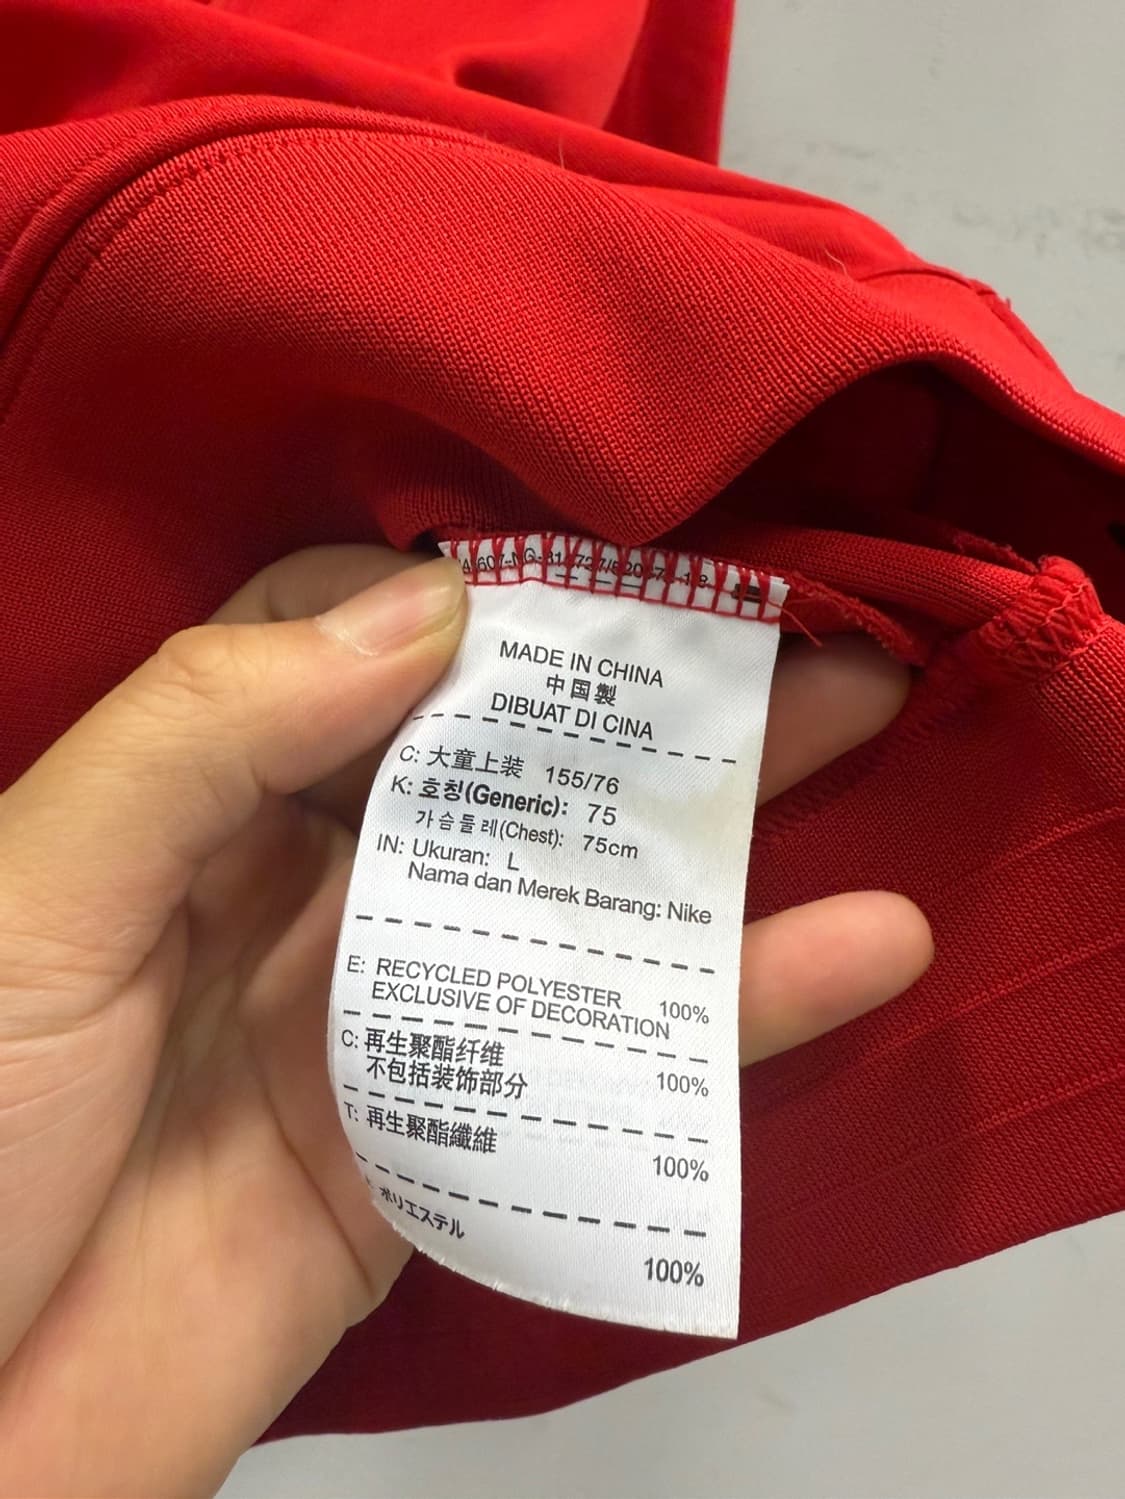 MADE IN CHINA
中国製
DIBUAT DI CINA
C: 大童上装 155/76
K: 호칭(Generic): 75
가슴둘레(Chest): 75cm
IN: Ukuran: L
Nama dan Merek Barang: Nike
E: RECYCLED POLYESTER 100%
EXCLUSIVE OF DECORATION
C: 再生聚酯纤维
不包括装饰部分 100%
T: 再生聚酯纖維
100%
ポリエステル
100%